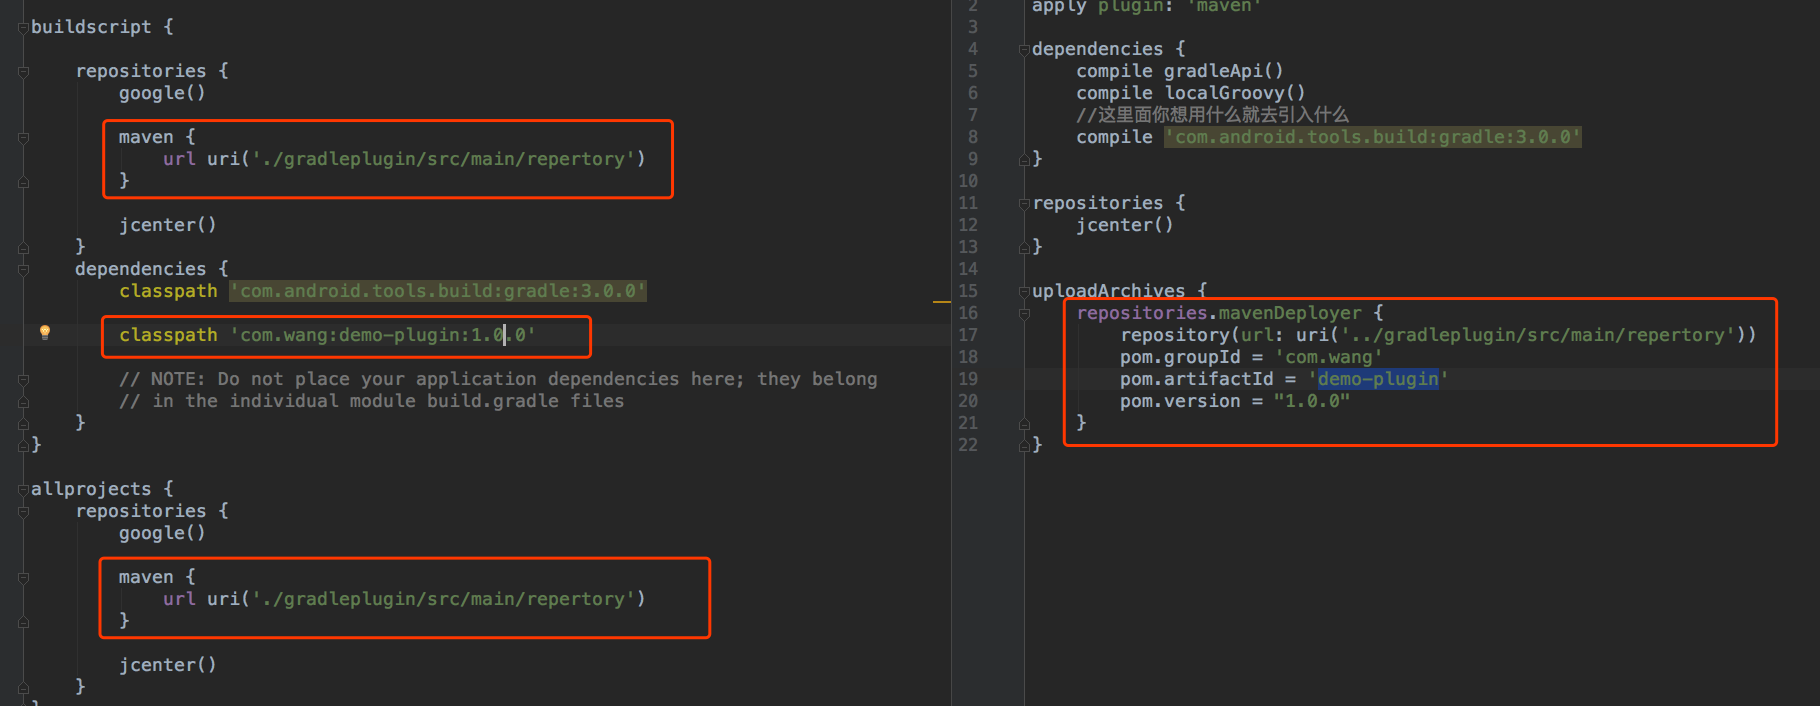 buildscript {
repositories {
google()
maven {
url uri('./gradleplugin/src/main/repertory')
}
jcenter()
}
dependencies {
classpath 'com.android.tools.build:gradle:3.0.0'
classpath 'com.wang:demo-plugin:1.0.0'
// NOTE: Do not place your application dependencies here; they belong
// in the individual module build.gradle files
}
}
allprojects {
repositories {
google()
maven {
url uri('./gradleplugin/src/main/repertory')
}
jcenter()
}
}
2 apply plugin: 'maven'
3
4 dependencies {
5 compile gradleApi()
6 compile localGroovy()
7 //这里面你想用什么就去引入什么
8 compile 'com.android.tools.build:gradle:3.0.0'
9 }
10
11 repositories {
12 jcenter()
13 }
14
15 uploadArchives {
16 repositories.mavenDeployer {
17 repository(url: uri('../gradleplugin/src/main/repertory'))
18 pom.groupId = 'com.wang'
19 pom.artifactId = 'demo-plugin'
20 pom.version = "1.0.0"
21 }
22 }